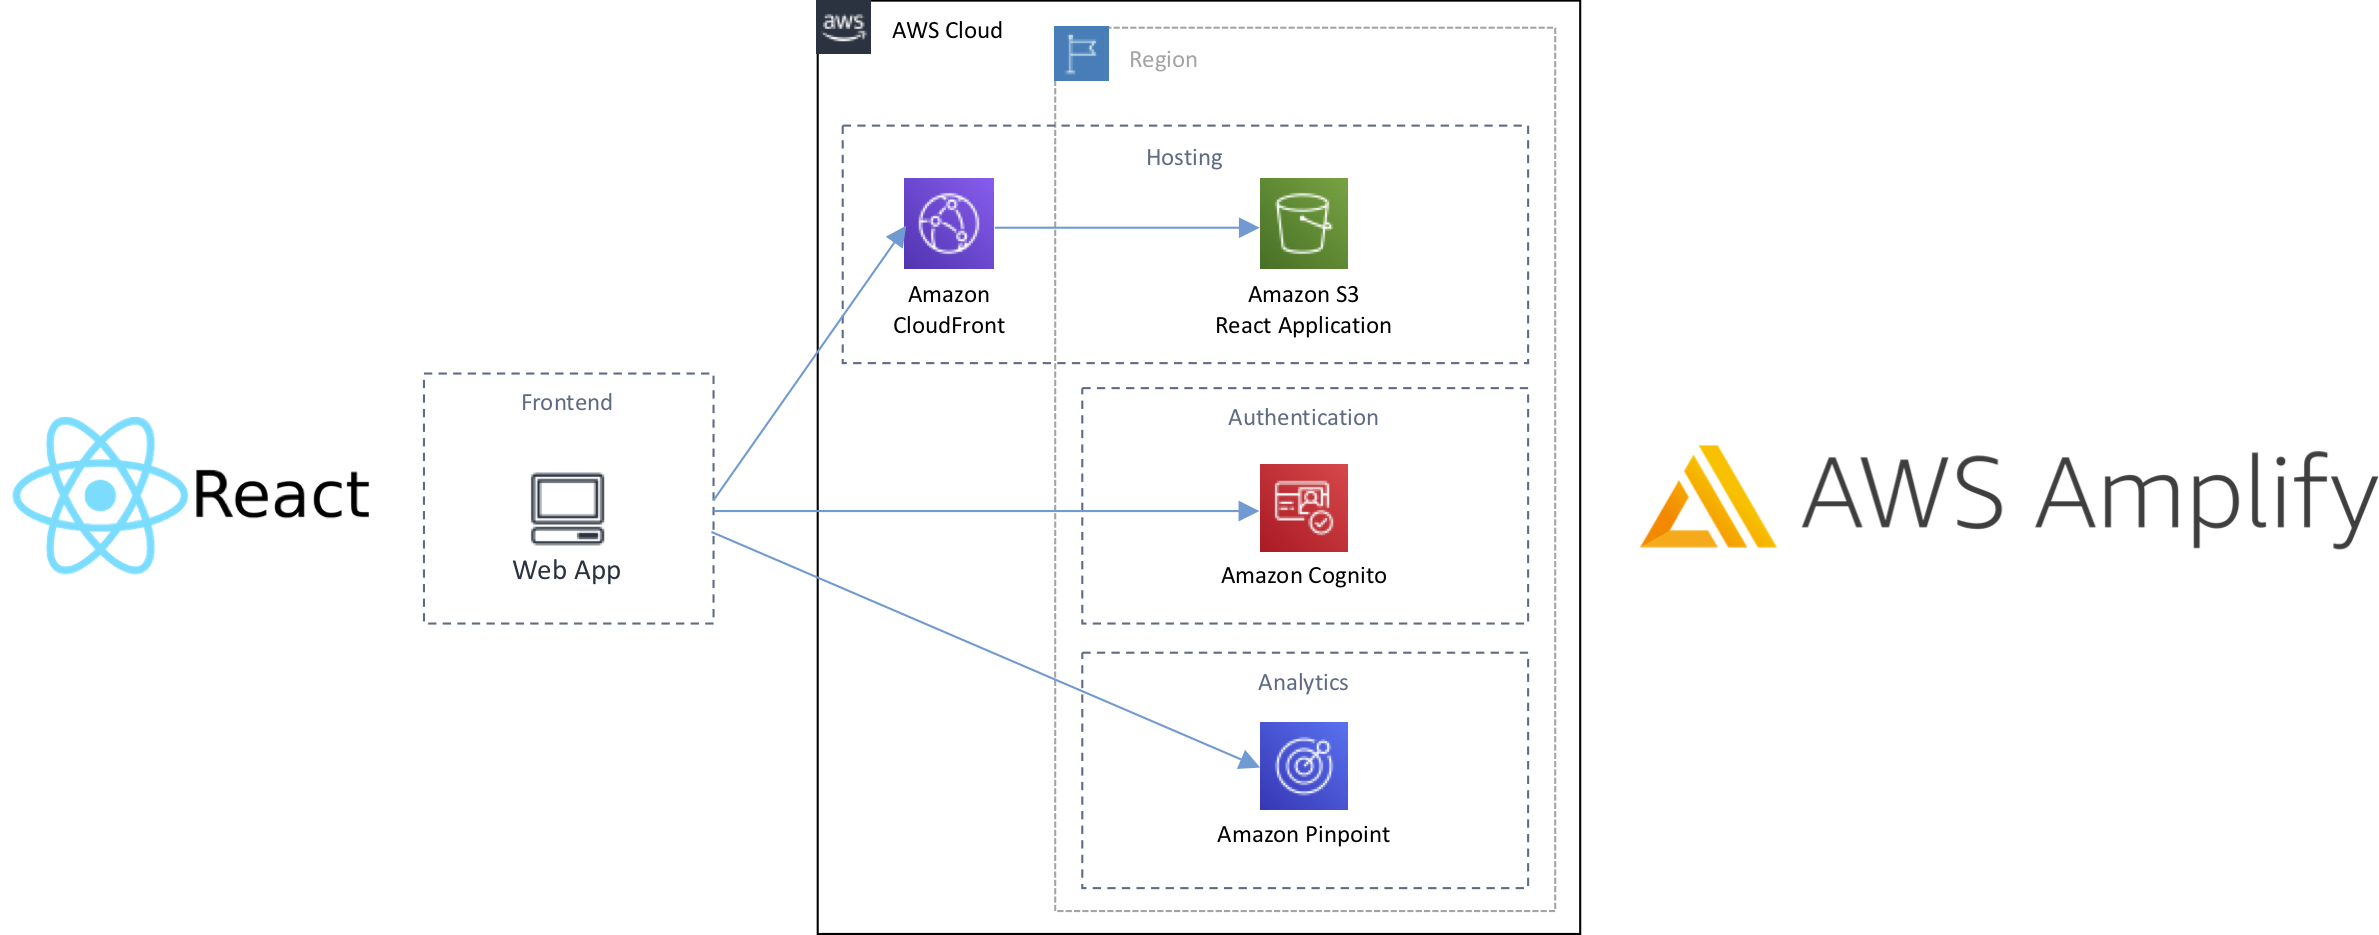 aws
AWS Cloud
Region
Hosting
Amazon
CloudFront
Amazon S3
React Application
Frontend
Web App
React
Authentication
Amazon Cognito
AWS Amplify
Analytics
Amazon Pinpoint